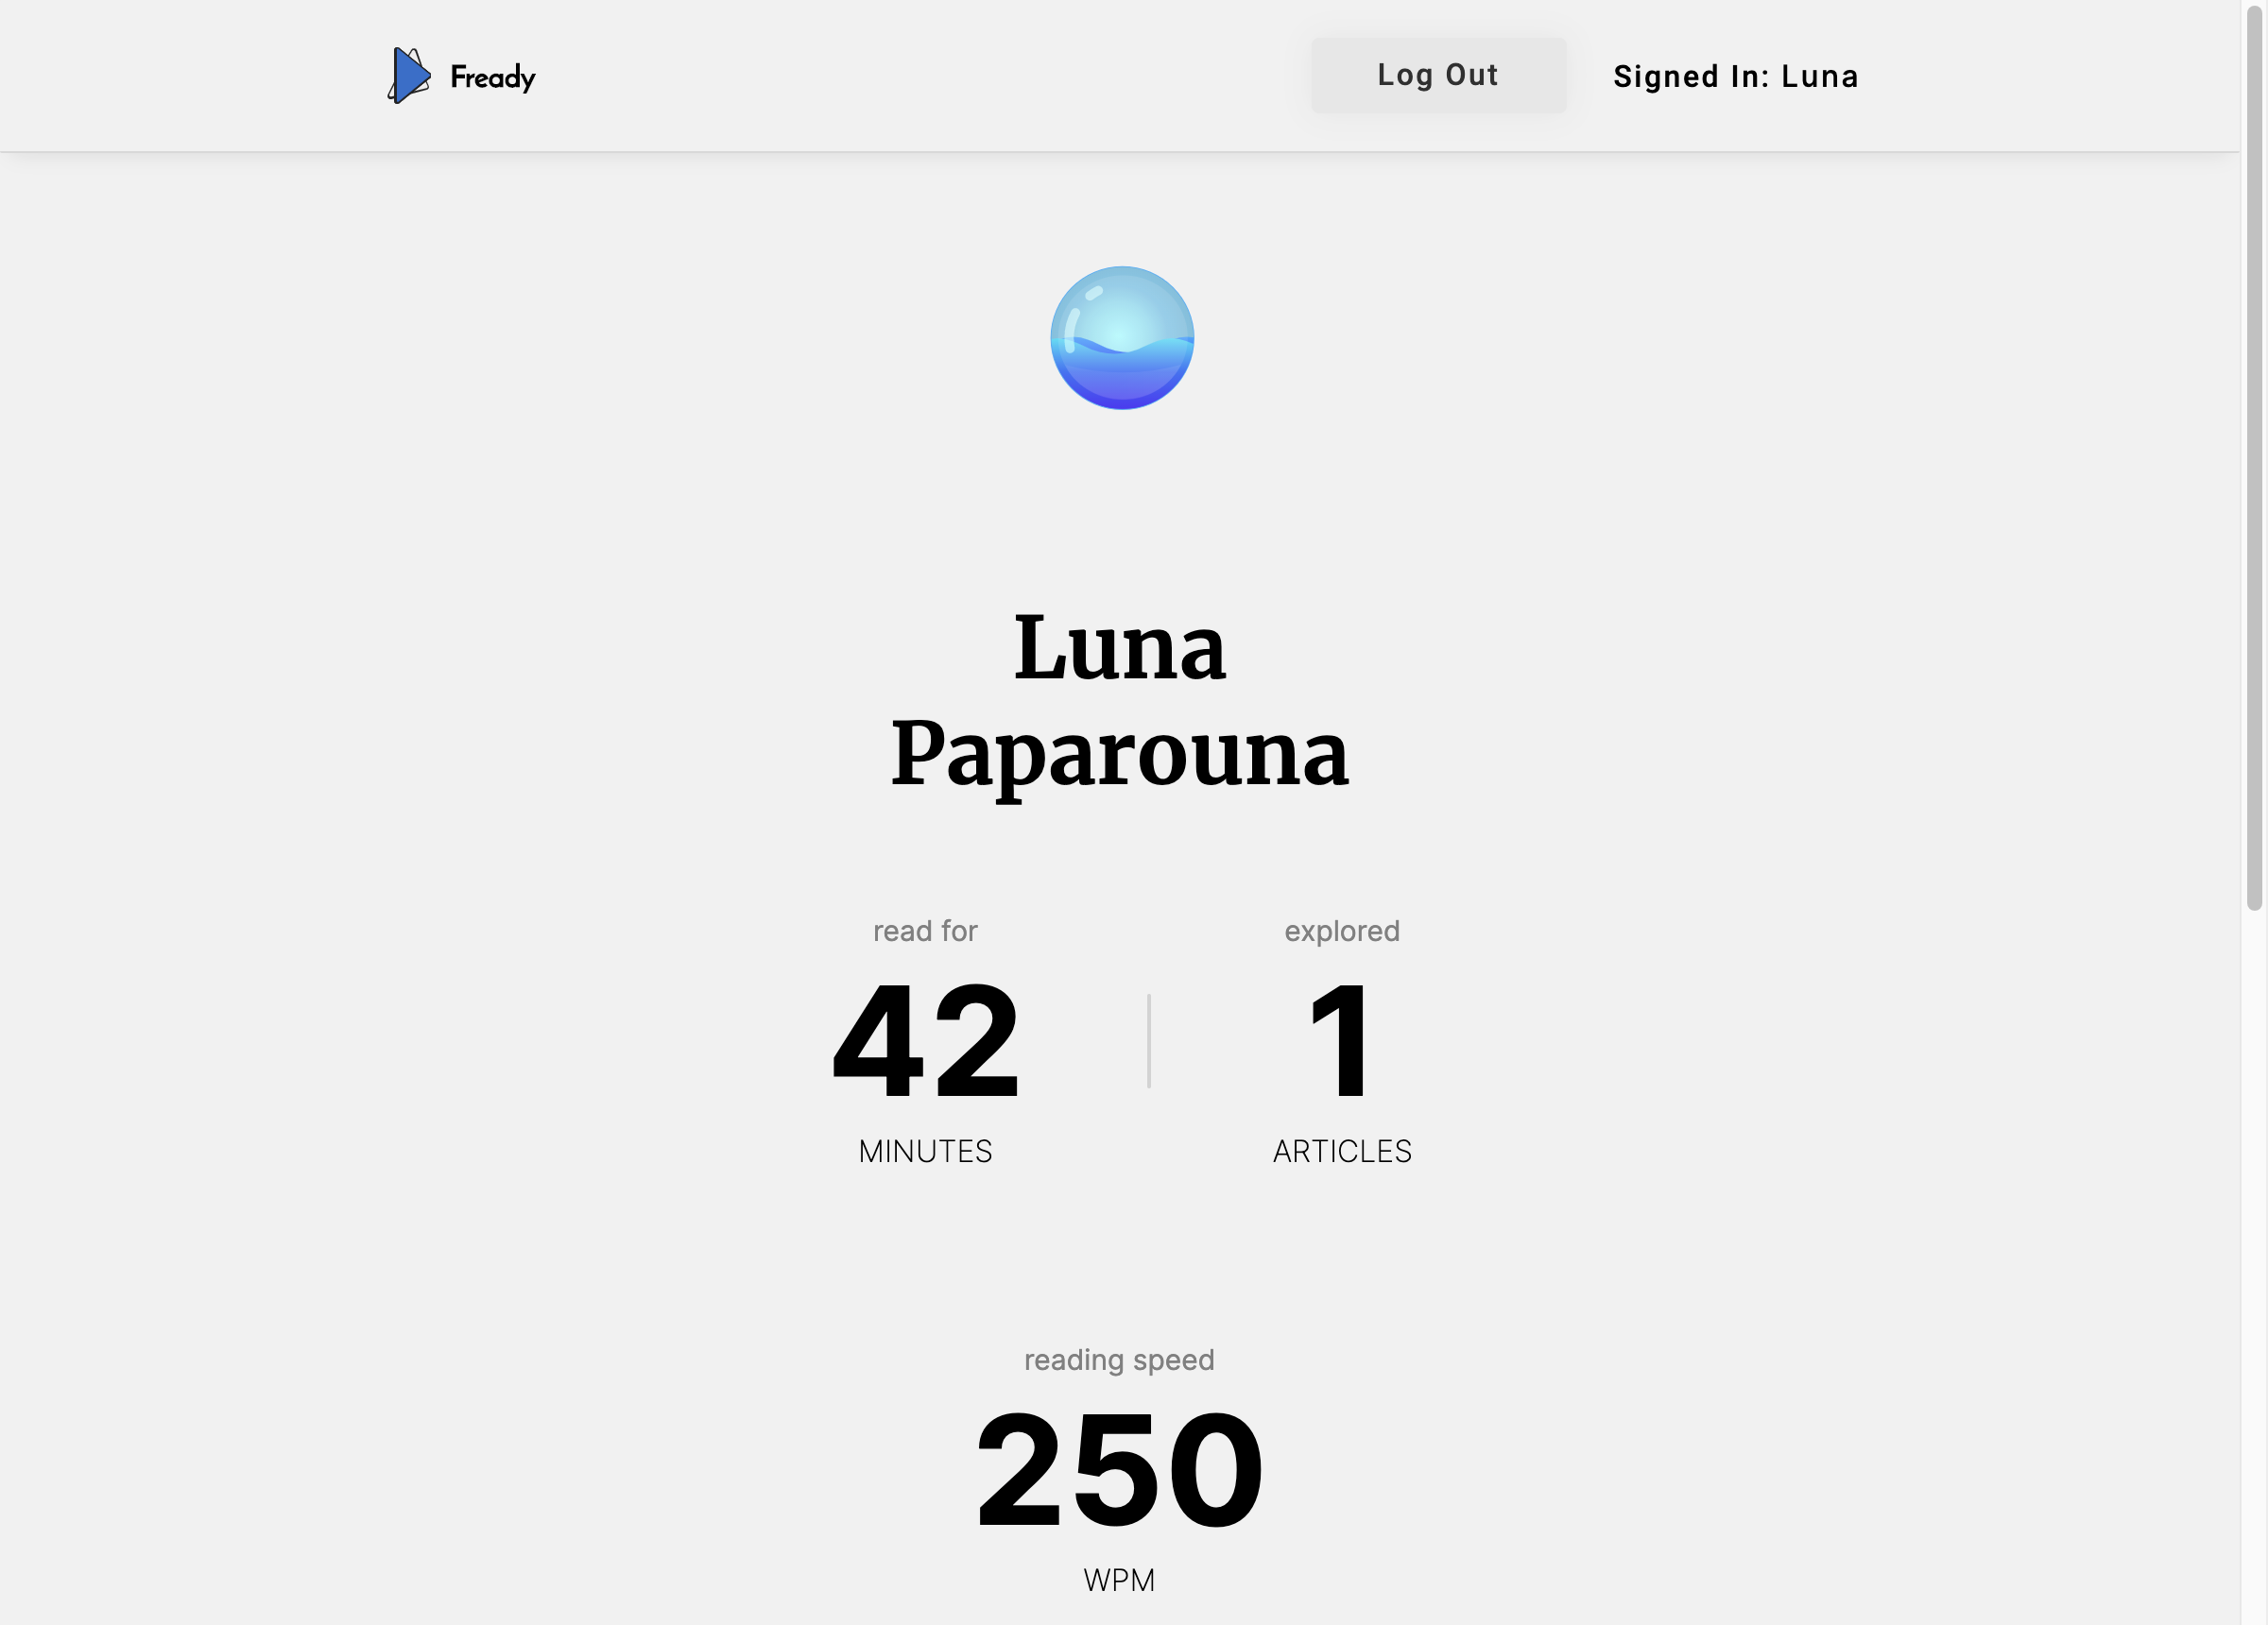 Fready
Log Out
Signed In: Luna
Luna
Paparouna
read for
42
MINUTES
explored
1
ARTICLES
reading speed
250
WPM